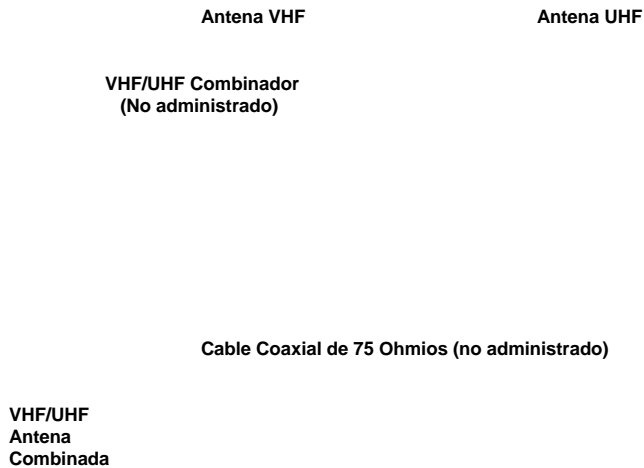 Antena VHF
Antena UHF
VHF/UHF Combinador
(No administrado)
Cable Coaxial de 75 Ohmios (no administrado)
VHF/UHF
Antena
Combinada